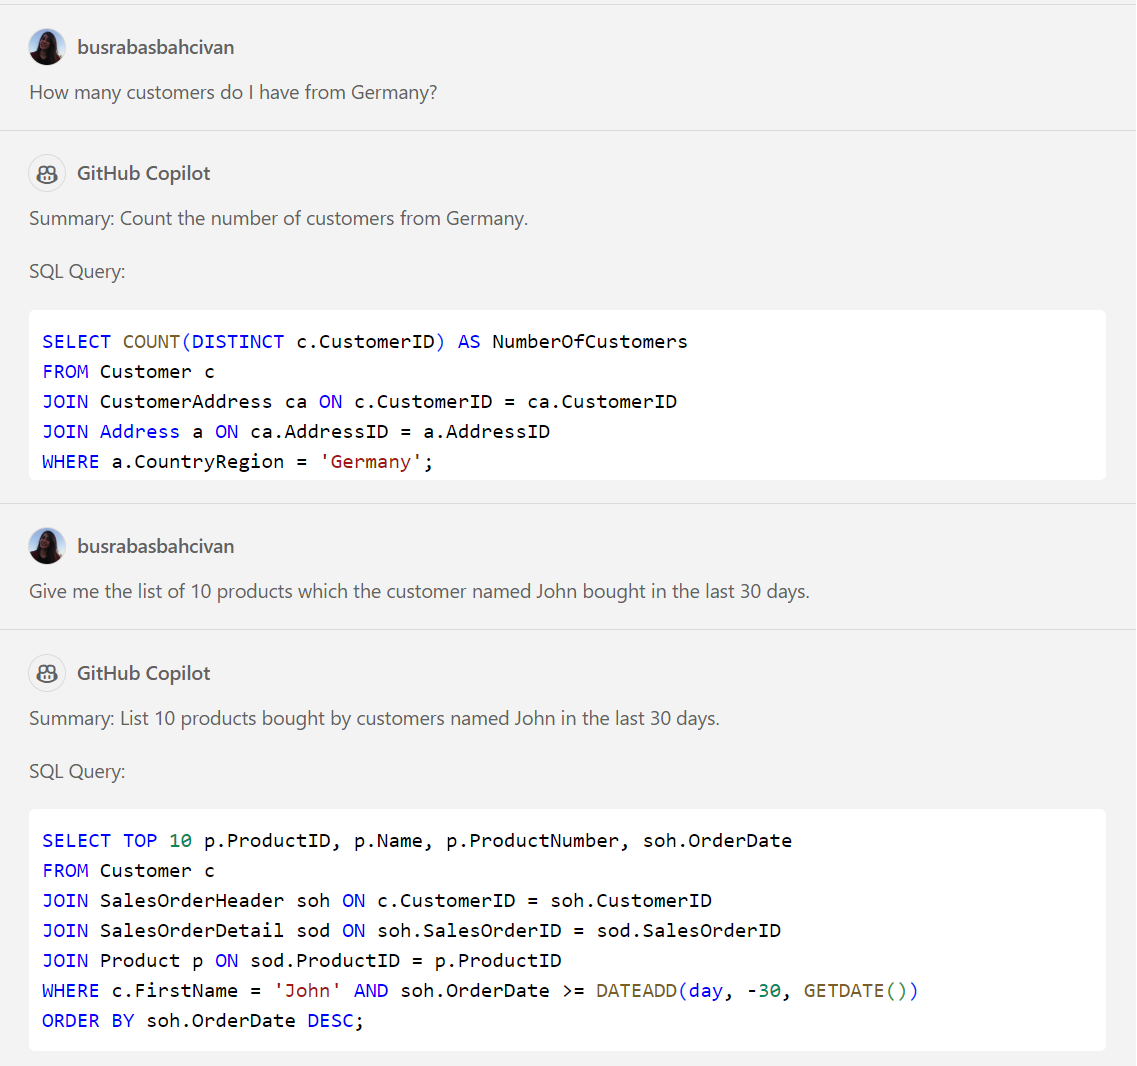 busrabasbahcivan
How many customers do I have from Germany?
GitHub Copilot
Summary: Count the number of customers from Germany.
SQL Query:
SELECT COUNT(DISTINCT c.CustomerID) AS NumberOfCustomers
FROM Customer c
JOIN CustomerAddress ca ON c.CustomerID = ca.CustomerID
JOIN Address a ON ca.AddressID = a.AddressID
WHERE a.CountryRegion = 'Germany';
busrabasbahcivan
Give me the list of 10 products which the customer named John bought in the last 30 days.
GitHub Copilot
Summary: List 10 products bought by customers named John in the last 30 days.
SQL Query:
SELECT TOP 10 p.ProductID, p.Name, p.ProductNumber, soh.OrderDate
FROM Customer c
JOIN SalesOrderHeader soh ON c.CustomerID = soh.CustomerID
JOIN SalesOrderDetail sod ON soh.SalesOrderID = sod.SalesOrderID
JOIN Product p ON sod.ProductID = p.ProductID
WHERE c.FirstName = 'John' AND soh.OrderDate >= DATEADD(day, -30, GETDATE())
ORDER BY soh.OrderDate DESC;